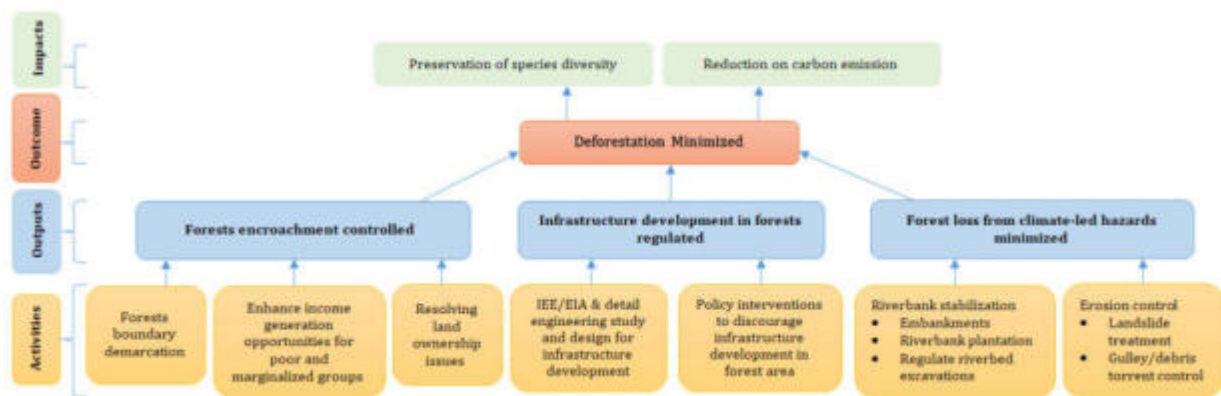 Impacts
Preservation of species diversity
Reduction on carbon emission
Outcome
Deforestation Minimized
Outputs
Forests encroachment controlled
Infrastructure development in forests
regulated
Forest loss from climate-led hazards
minimized
Activities
Forests
boundary
demarcation
Enhance income
generation
opportunities for
poor and
marginalized groups
Resolving
land
ownership
issues
IEE/EIA & detail
engineering study
and design for
infrastructure
development
Policy interventions
to discourage
infrastructure
development in
forest area
Riverbank stabilization
● Embankments
● Riverbank plantation
● Regulate riverbed
excavations
Erosion control
● Landslide
treatment
● Gulley/debris
torrent control